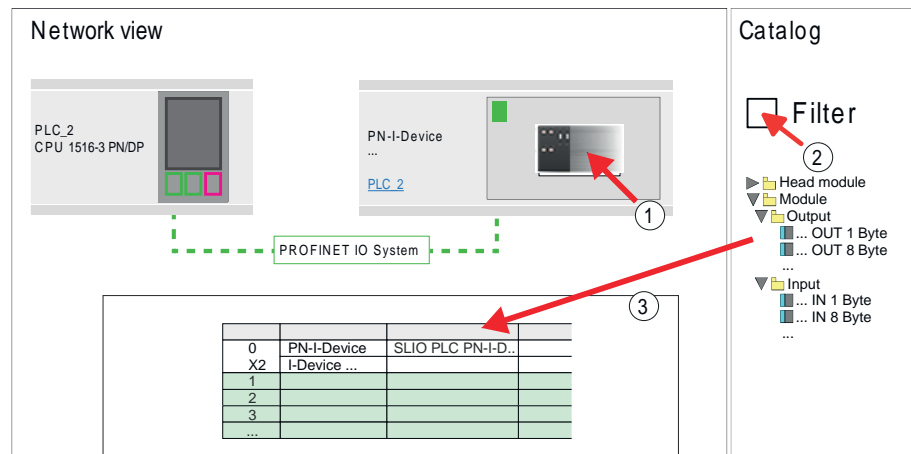 Network view
PLC_2
CPU 1516-3 PN/DP
PN-I-Device
...
PLC_2
1
PROFINET IO System
3
0 PN-I-Device SLIO PLC PN-I-D..
X2 I-Device ...
1
2
3
...
Catalog
Filter
2
Head module
Module
Output
... OUT 1 Byte
... OUT 8 Byte
...
Input
... IN 1 Byte
... IN 8 Byte
...